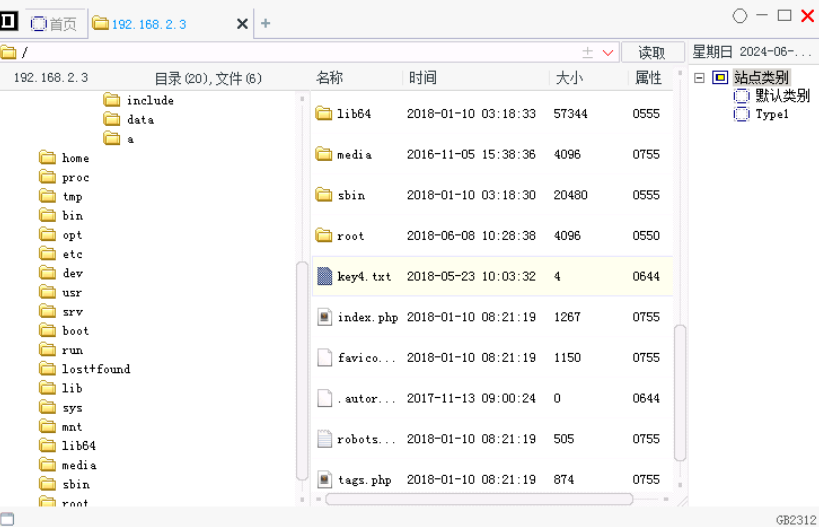 首页
192.168.2.3
/
读取
星期日 2024-06-...
192.168.2.3 目录(20),文件(6)
名称 时间 大小 属性
include
data
a
home
proc
tmp
bin
opt
etc
dev
usr
srv
boot
run
lost+found
lib
sys
mnt
lib64
media
sbin
root
lib64 2018-01-10 03:18:33 57344 0555
media 2016-11-05 15:38:36 4096 0755
sbin 2018-01-10 03:18:30 20480 0555
root 2018-06-08 10:28:38 4096 0550
key4.txt 2018-05-23 10:03:32 4 0644
index.php 2018-01-10 08:21:19 1267 0755
favico... 2018-01-10 08:21:19 1150 0755
.autor... 2017-11-13 09:00:24 0 0644
robots... 2018-01-10 08:21:19 505 0755
tags.php 2018-01-10 08:21:19 874 0755
站点类别
默认类别
Type1
GB2312